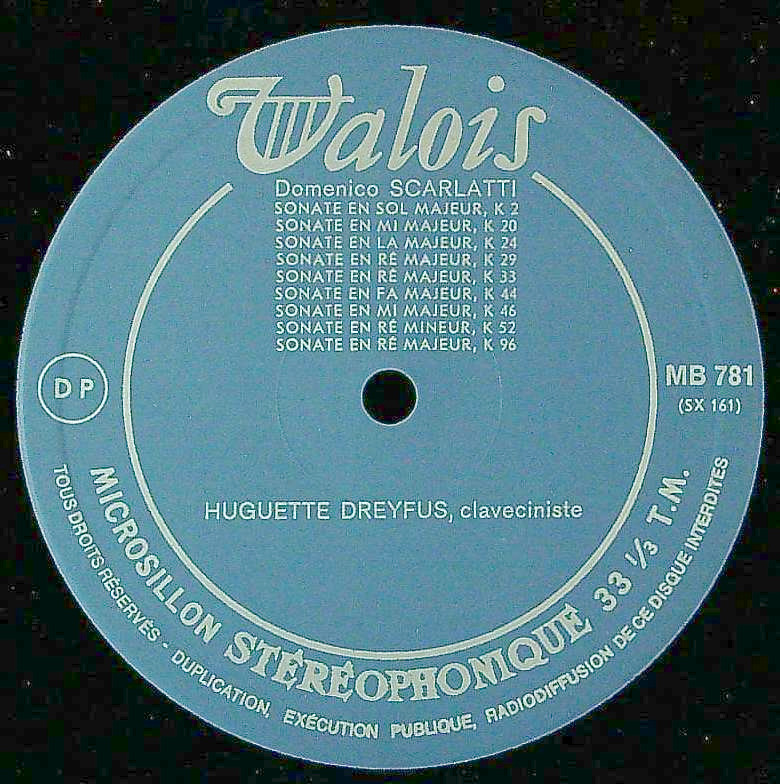 Valois
Domenico SCARLATTI
SONATE EN SOL MAJEUR, K 2
SONATE EN MI MAJEUR, K 20
SONATE EN LA MAJEUR, K 24
SONATE EN RÉ MAJEUR, K 29
SONATE EN RÉ MAJEUR, K 33
SONATE EN FA MAJEUR, K 44
SONATE EN MI MAJEUR, K 46
SONATE EN RÉ MINEUR, K 52
SONATE EN RÉ MAJEUR, K 96
DP
MB 781
(SX 161)
HUGUETTE DREYFUS, claveciniste
MICROSILLON STÉRÉOPHONIQUE 33 1/3 T.M.
TOUS DROITS RÉSERVÉS - DUPLICATION, EXÉCUTION PUBLIQUE, RADIODIFFUSION DE CE DISQUE INTERDITES